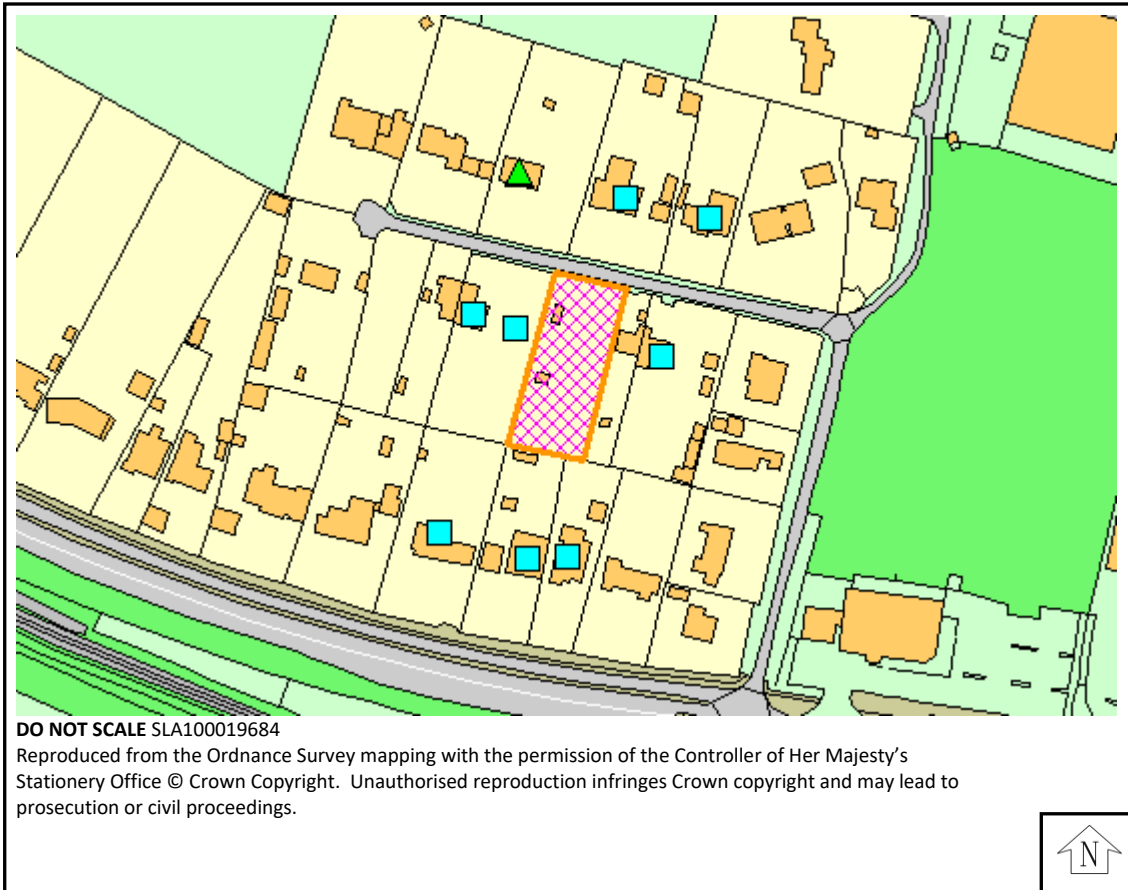 DO NOT SCALE SLA100019684
Reproduced from the Ordnance Survey mapping with the permission of the Controller of Her Majesty's
Stationery Office © Crown Copyright.  Unauthorised reproduction infringes Crown copyright and may lead to
prosecution or civil proceedings.
N